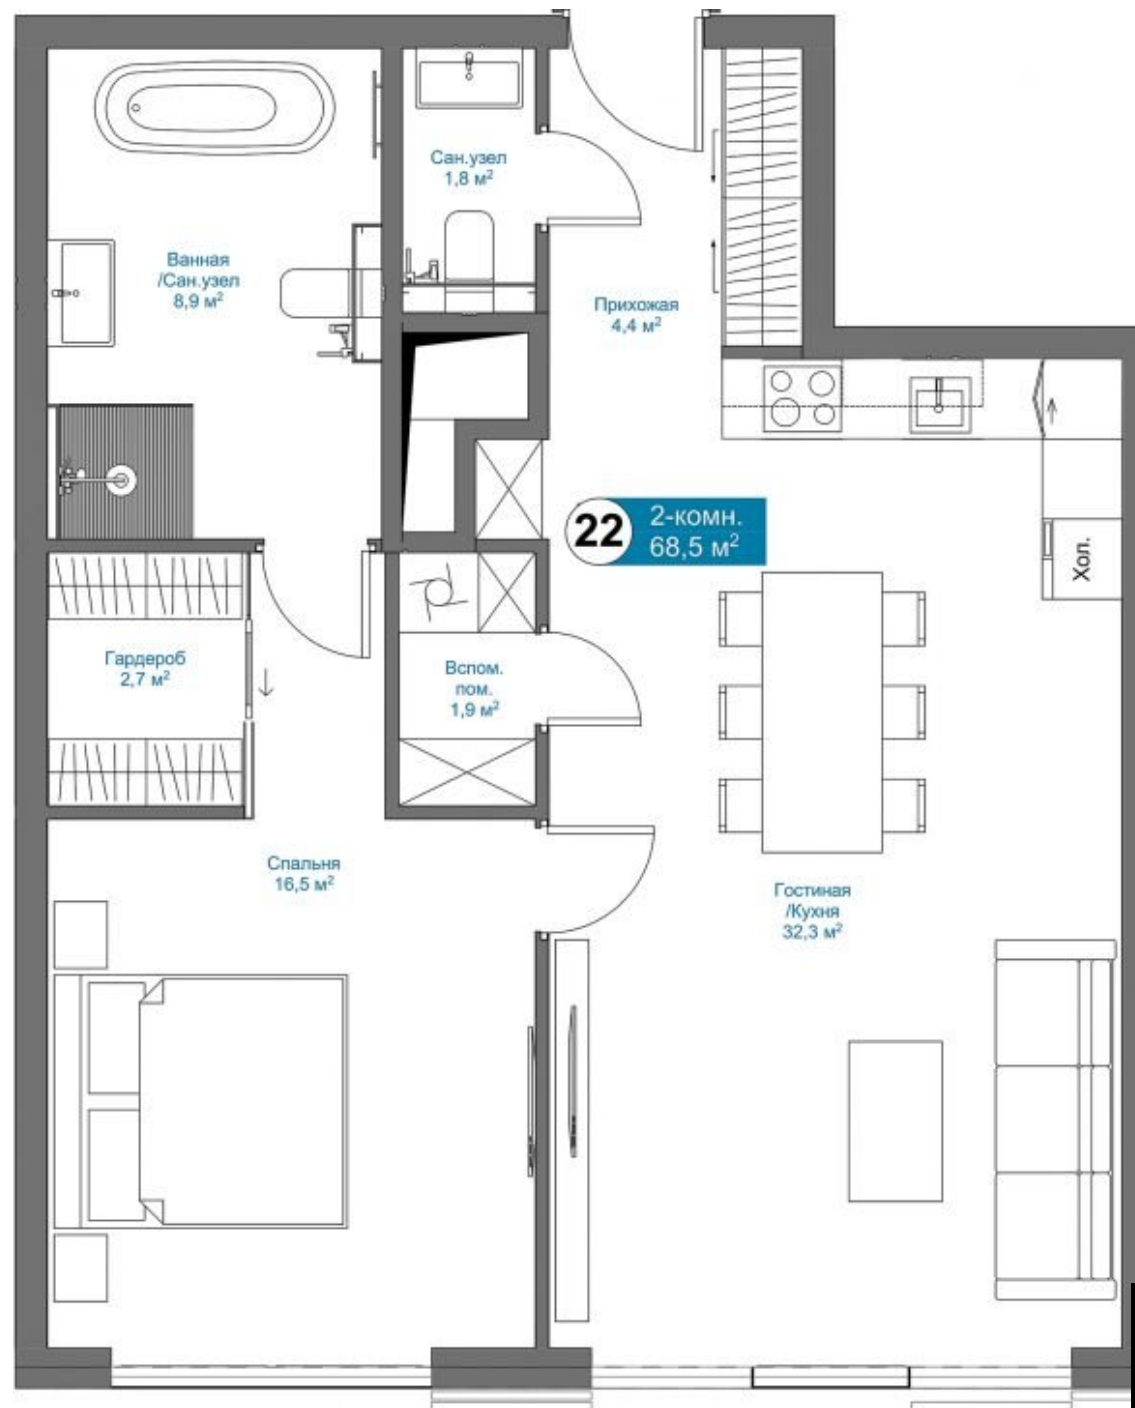 Сан.узел
1,8 м²
Ванная
/Сан.узел
8,9 м²
Прихожая
4,4 м²
22
2-комн.
68,5 м²
Хол.
Гардероб
2,7 м²
Вспом.
пом.
1,9 м²
Спальня
16,5 м²
Гостиная
/Кухня
32,3 м²